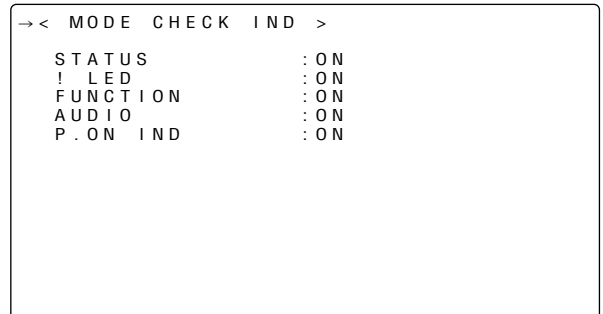 →< MODE CHECK IND >
STATUS :ON
! LED :ON
FUNCTION :ON
AUDIO :ON
P.ON IND :ON